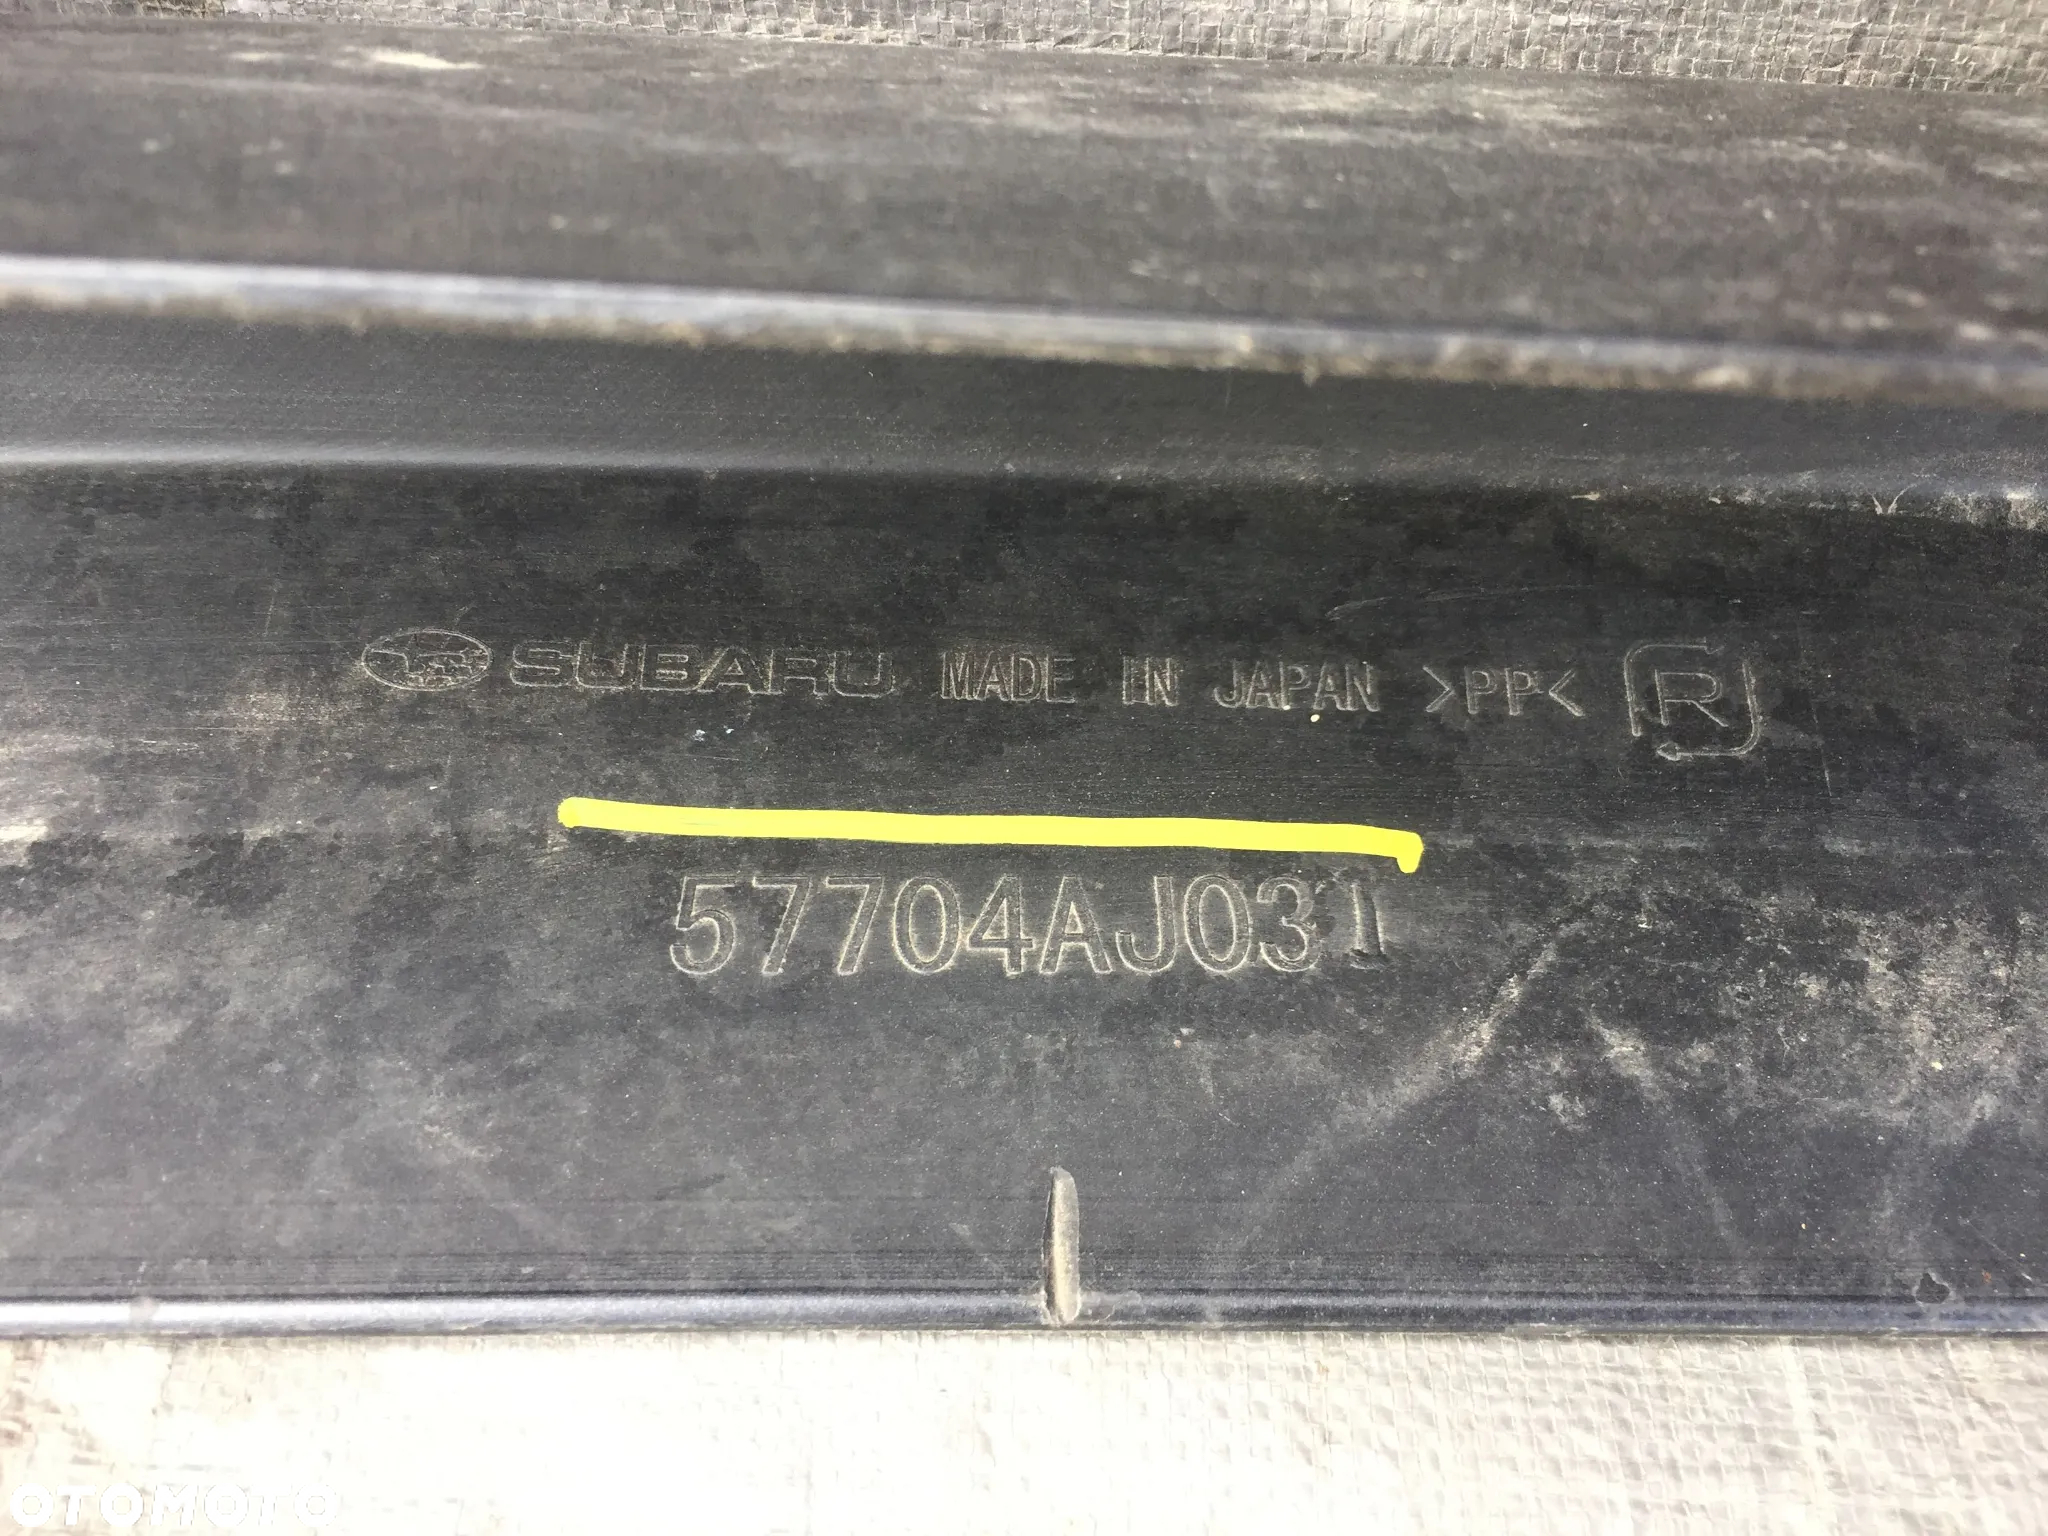 SUBARU MADE IN JAPAN >PP< R
57704AJ031
OTOMOTO